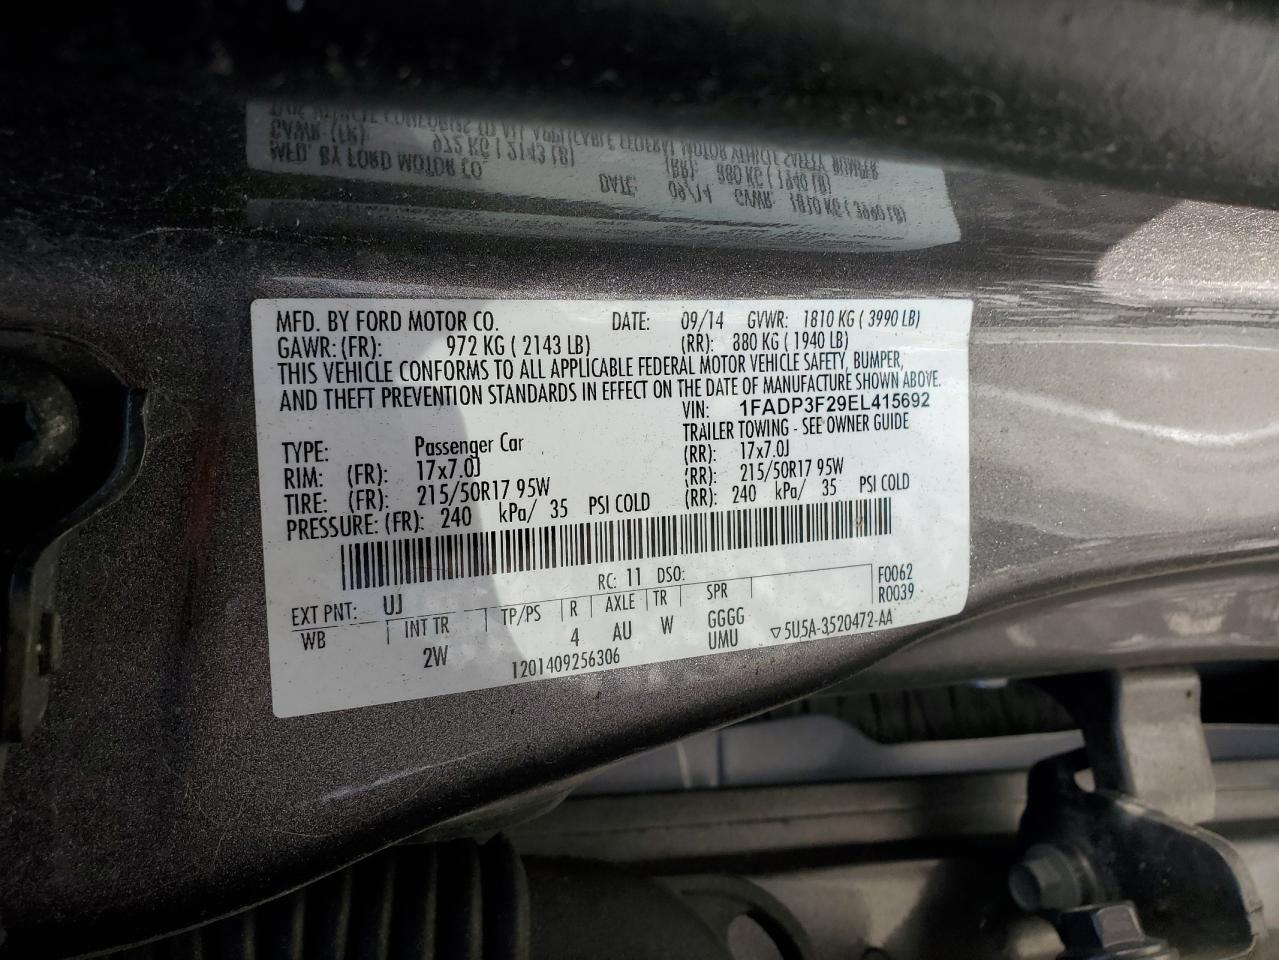 MFD. BY FORD MOTOR CO. DATE: 09/14 GVWR: 1810 KG ( 3990 LB)
GAWR: (FR): 972 KG ( 2143 LB) (RR): 880 KG ( 1940 LB)
THIS VEHICLE CONFORMS TO ALL APPLICABLE FEDERAL MOTOR VEHICLE SAFETY, BUMPER,
AND THEFT PREVENTION STANDARDS IN EFFECT ON THE DATE OF MANUFACTURE SHOWN ABOVE.
VIN: 1FADP3F29EL415692
TYPE: Passenger Car TRAILER TOWING - SEE OWNER GUIDE
RIM: (FR): 17x7.0J (RR): 17x7.0J
TIRE: (FR): 215/50R17 95W (RR): 215/50R17 95W
PRESSURE: (FR): 240 kPa/ 35 PSI COLD (RR): 240 kPa/ 35 PSI COLD
RC: 11 DSO: F0062
EXT PNT: UJ R0039
WB INT TR TP/PS R AXLE TR SPR
2W 4 AU W GGGG
1201409256306 UMU ▽5U5A-3520472-AA